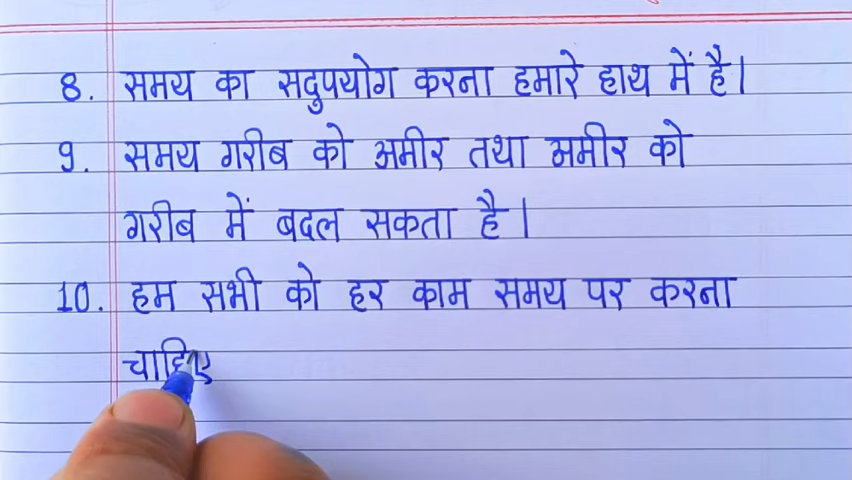 8. समय का सदुपयोग करना हमारे हाथ में है।
9. समय गरीब को अमीर तथा अमीर को
गरीब में बदल सकता है।
10. हम सभी को हर काम समय पर करना
चाहिए